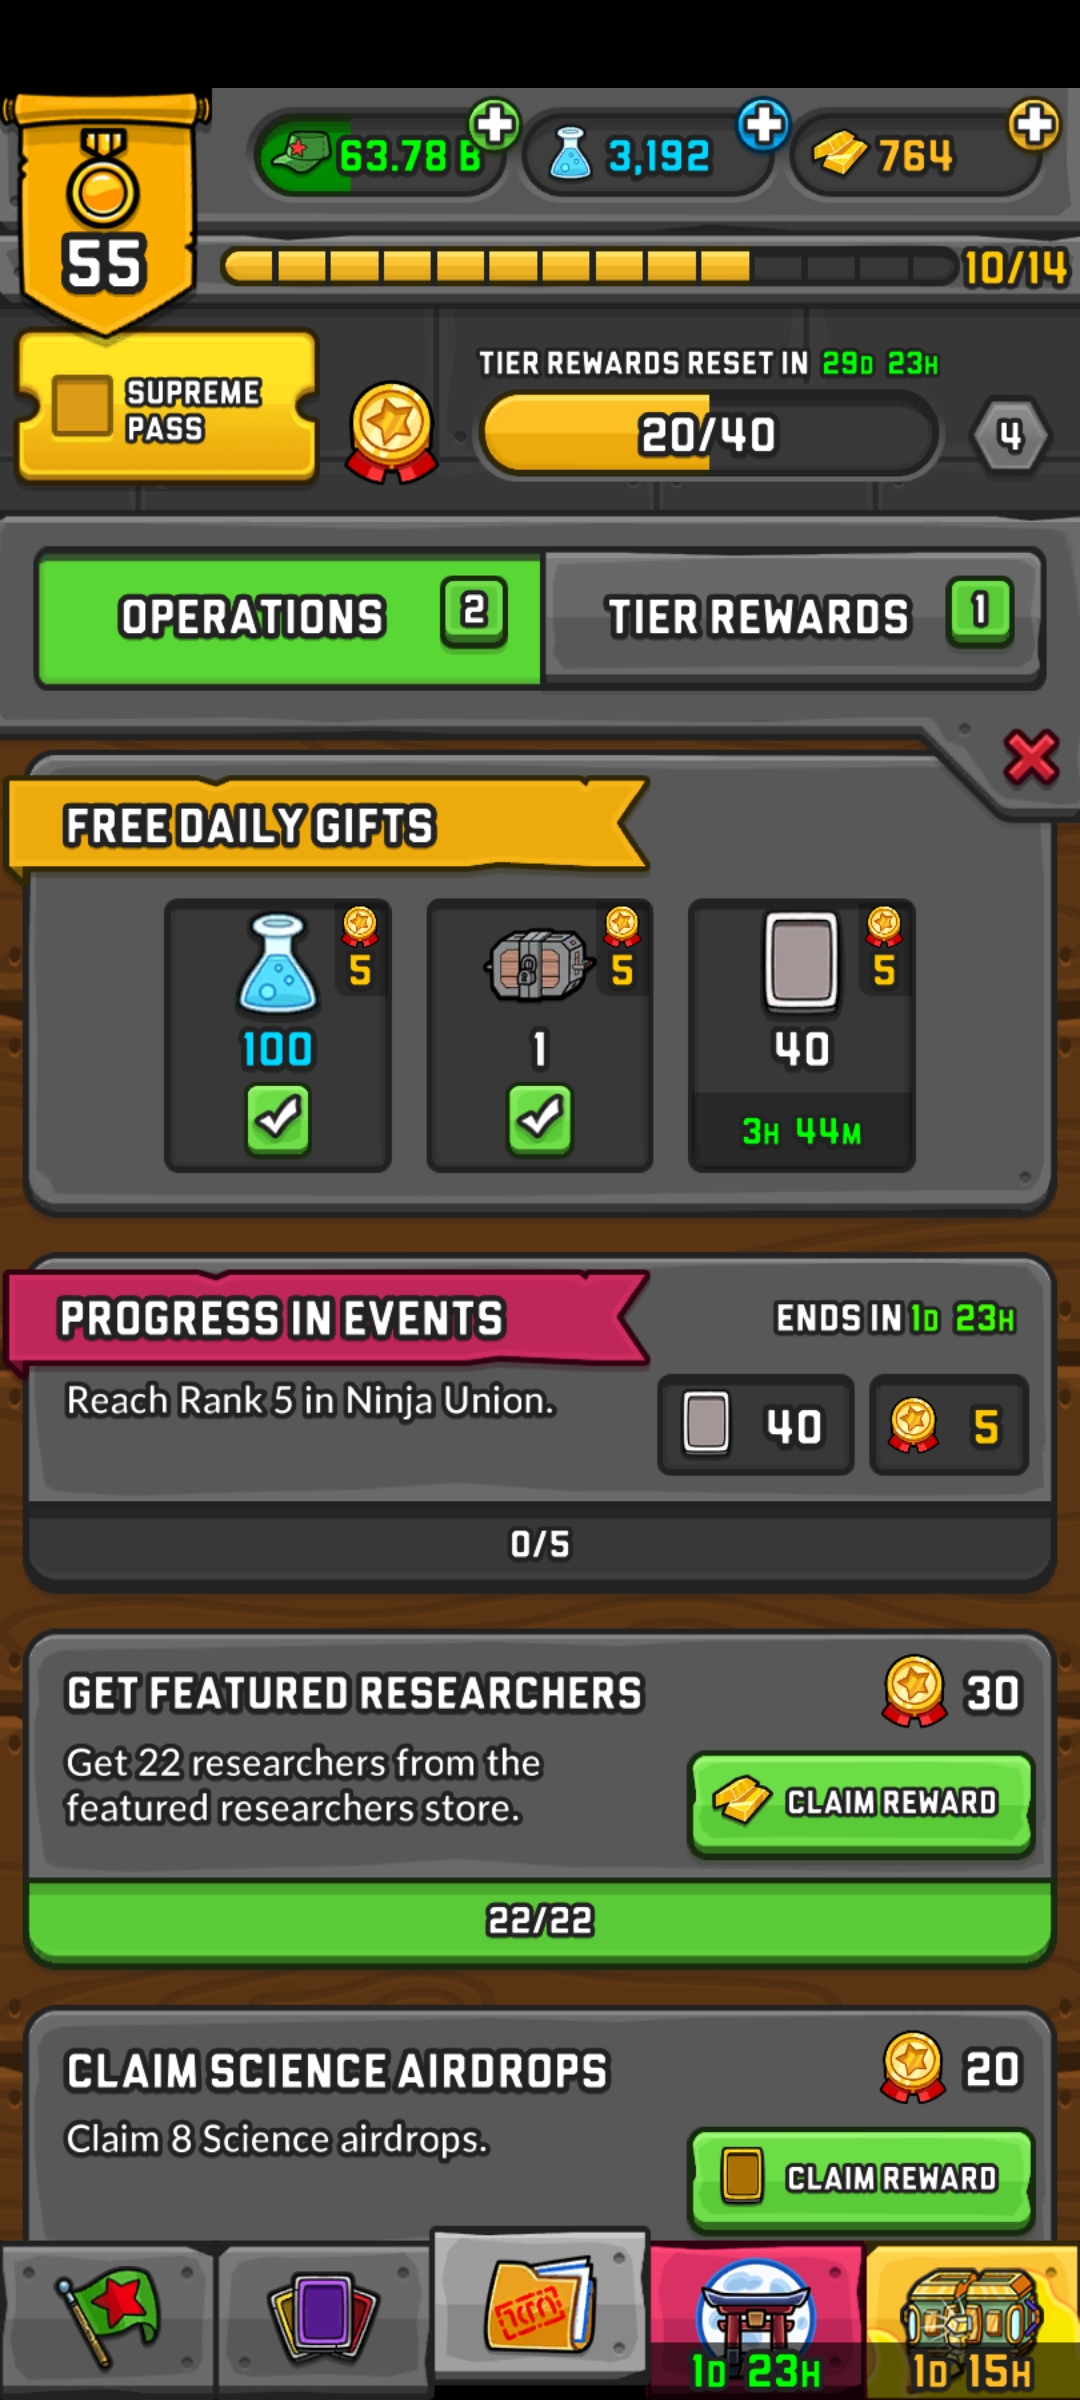 63.78 B
3,192
764
55
10/14
SUPREME
PASS
TIER REWARDS RESET IN 29D 23H
20/40
4
OPERATIONS 2
TIER REWARDS 1
FREE DAILY GIFTS
5
5
5
100
1
40
3H 44M
PROGRESS IN EVENTS
ENDS IN 1D 23H
Reach Rank 5 in Ninja Union.
40
5
0/5
GET FEATURED RESEARCHERS
30
Get 22 researchers from the
featured researchers store.
CLAIM REWARD
22/22
CLAIM SCIENCE AIRDROPS
20
Claim 8 Science airdrops.
CLAIM REWARD
1D 23H
1D 15H